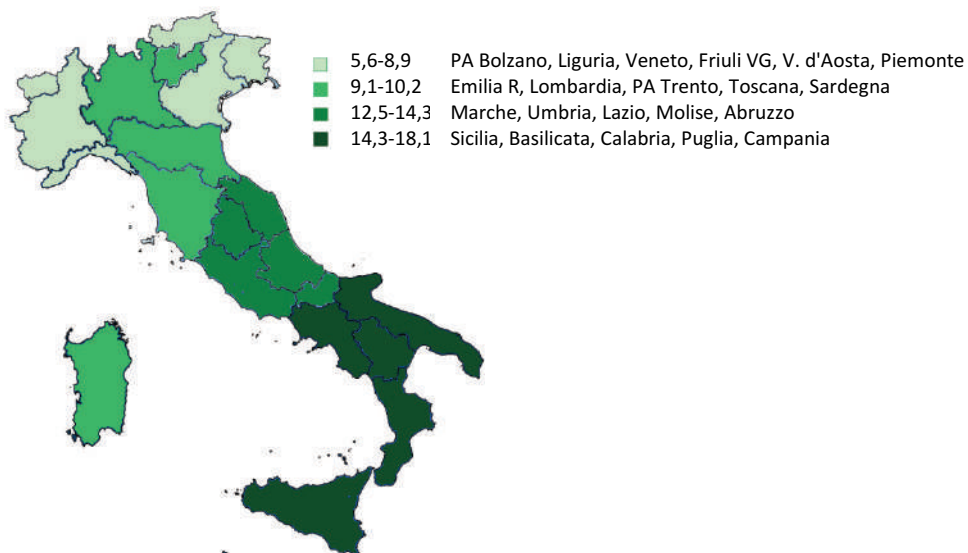 5,6-8,9 PA Bolzano, Liguria, Veneto, Friuli VG, V. d'Aosta, Piemonte
9,1-10,2 Emilia R, Lombardia, PA Trento, Toscana, Sardegna
12,5-14,3 Marche, Umbria, Lazio, Molise, Abruzzo
14,3-18,1 Sicilia, Basilicata, Calabria, Puglia, Campania